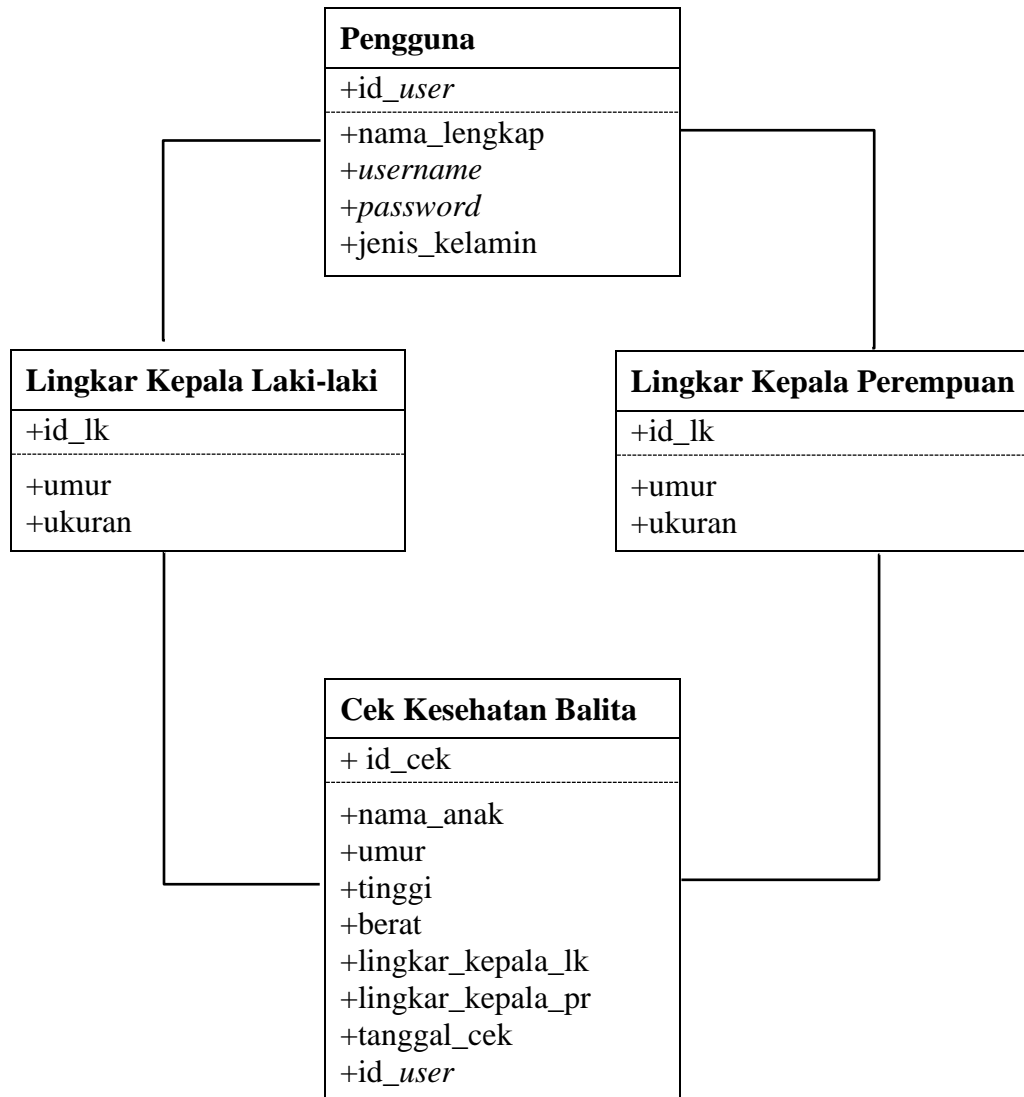 Pengguna
+id_user
+nama_lengkap
+username
+password
+jenis_kelamin
Lingkar Kepala Laki-laki
+id_lk
+umur
+ukuran
Lingkar Kepala Perempuan
+id_lk
+umur
+ukuran
Cek Kesehatan Balita
+ id_cek
+nama_anak
+umur
+tinggi
+berat
+lingkar_kepala_lk
+lingkar_kepala_pr
+tanggal_cek
+id_user